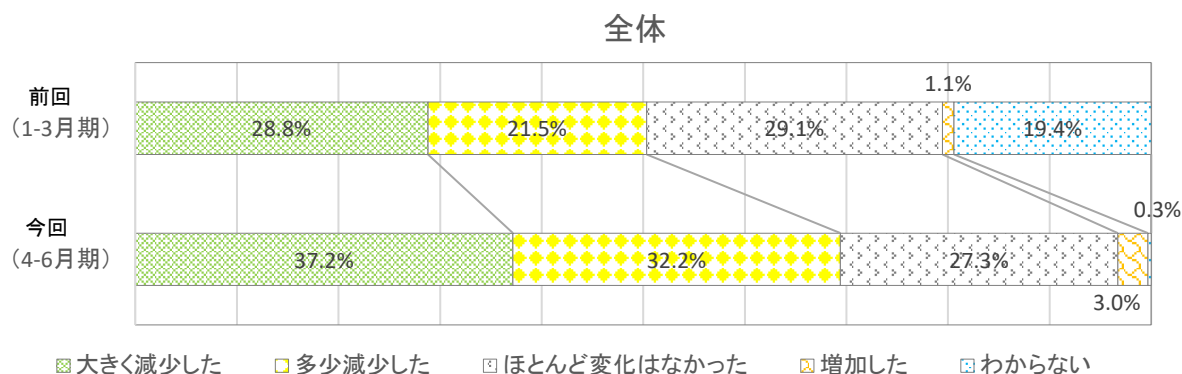 全体
前回
（1-3月期）
1.1%
28.8%
21.5%
29.1%
19.4%
今回
（4-6月期）
0.3%
37.2%
32.2%
27.3%
3.0%
大きく減少した 多少減少した ほとんど変化はなかった 増加した わからない